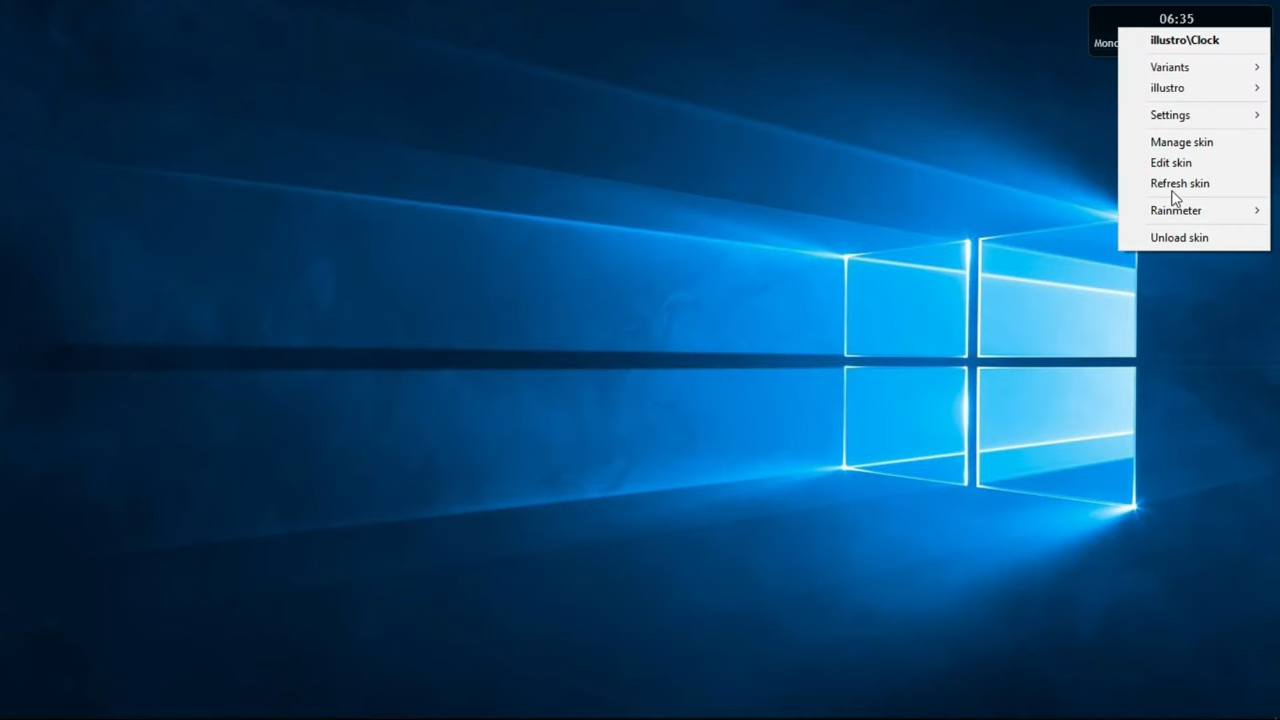 06:35
illustro\Clock
Variants
illustro
Settings
Manage skin
Edit skin
Refresh skin
Rainmeter
Unload skin